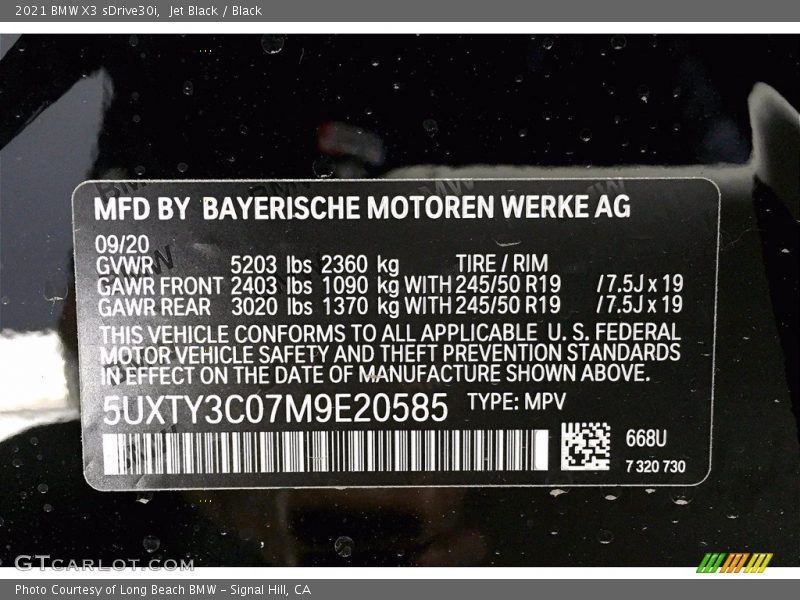 2021 BMW X3 sDrive30i, Jet Black / Black
MFD BY BAYERISCHE MOTOREN WERKE AG
09/20
GVWR 5203 lbs 2360 kg TIRE / RIM
GAWR FRONT 2403 lbs 1090 kg WITH 245/50 R19 /7.5J x 19
GAWR REAR 3020 lbs 1370 kg WITH 245/50 R19 /7.5J x 19
THIS VEHICLE CONFORMS TO ALL APPLICABLE U. S. FEDERAL
MOTOR VEHICLE SAFETY AND THEFT PREVENTION STANDARDS
IN EFFECT ON THE DATE OF MANUFACTURE SHOWN ABOVE.
5UXTY3C07M9E20585 TYPE: MPV
668U
7 320 730
GTCARLOT.COM
Photo Courtesy of Long Beach BMW - Signal Hill, CA